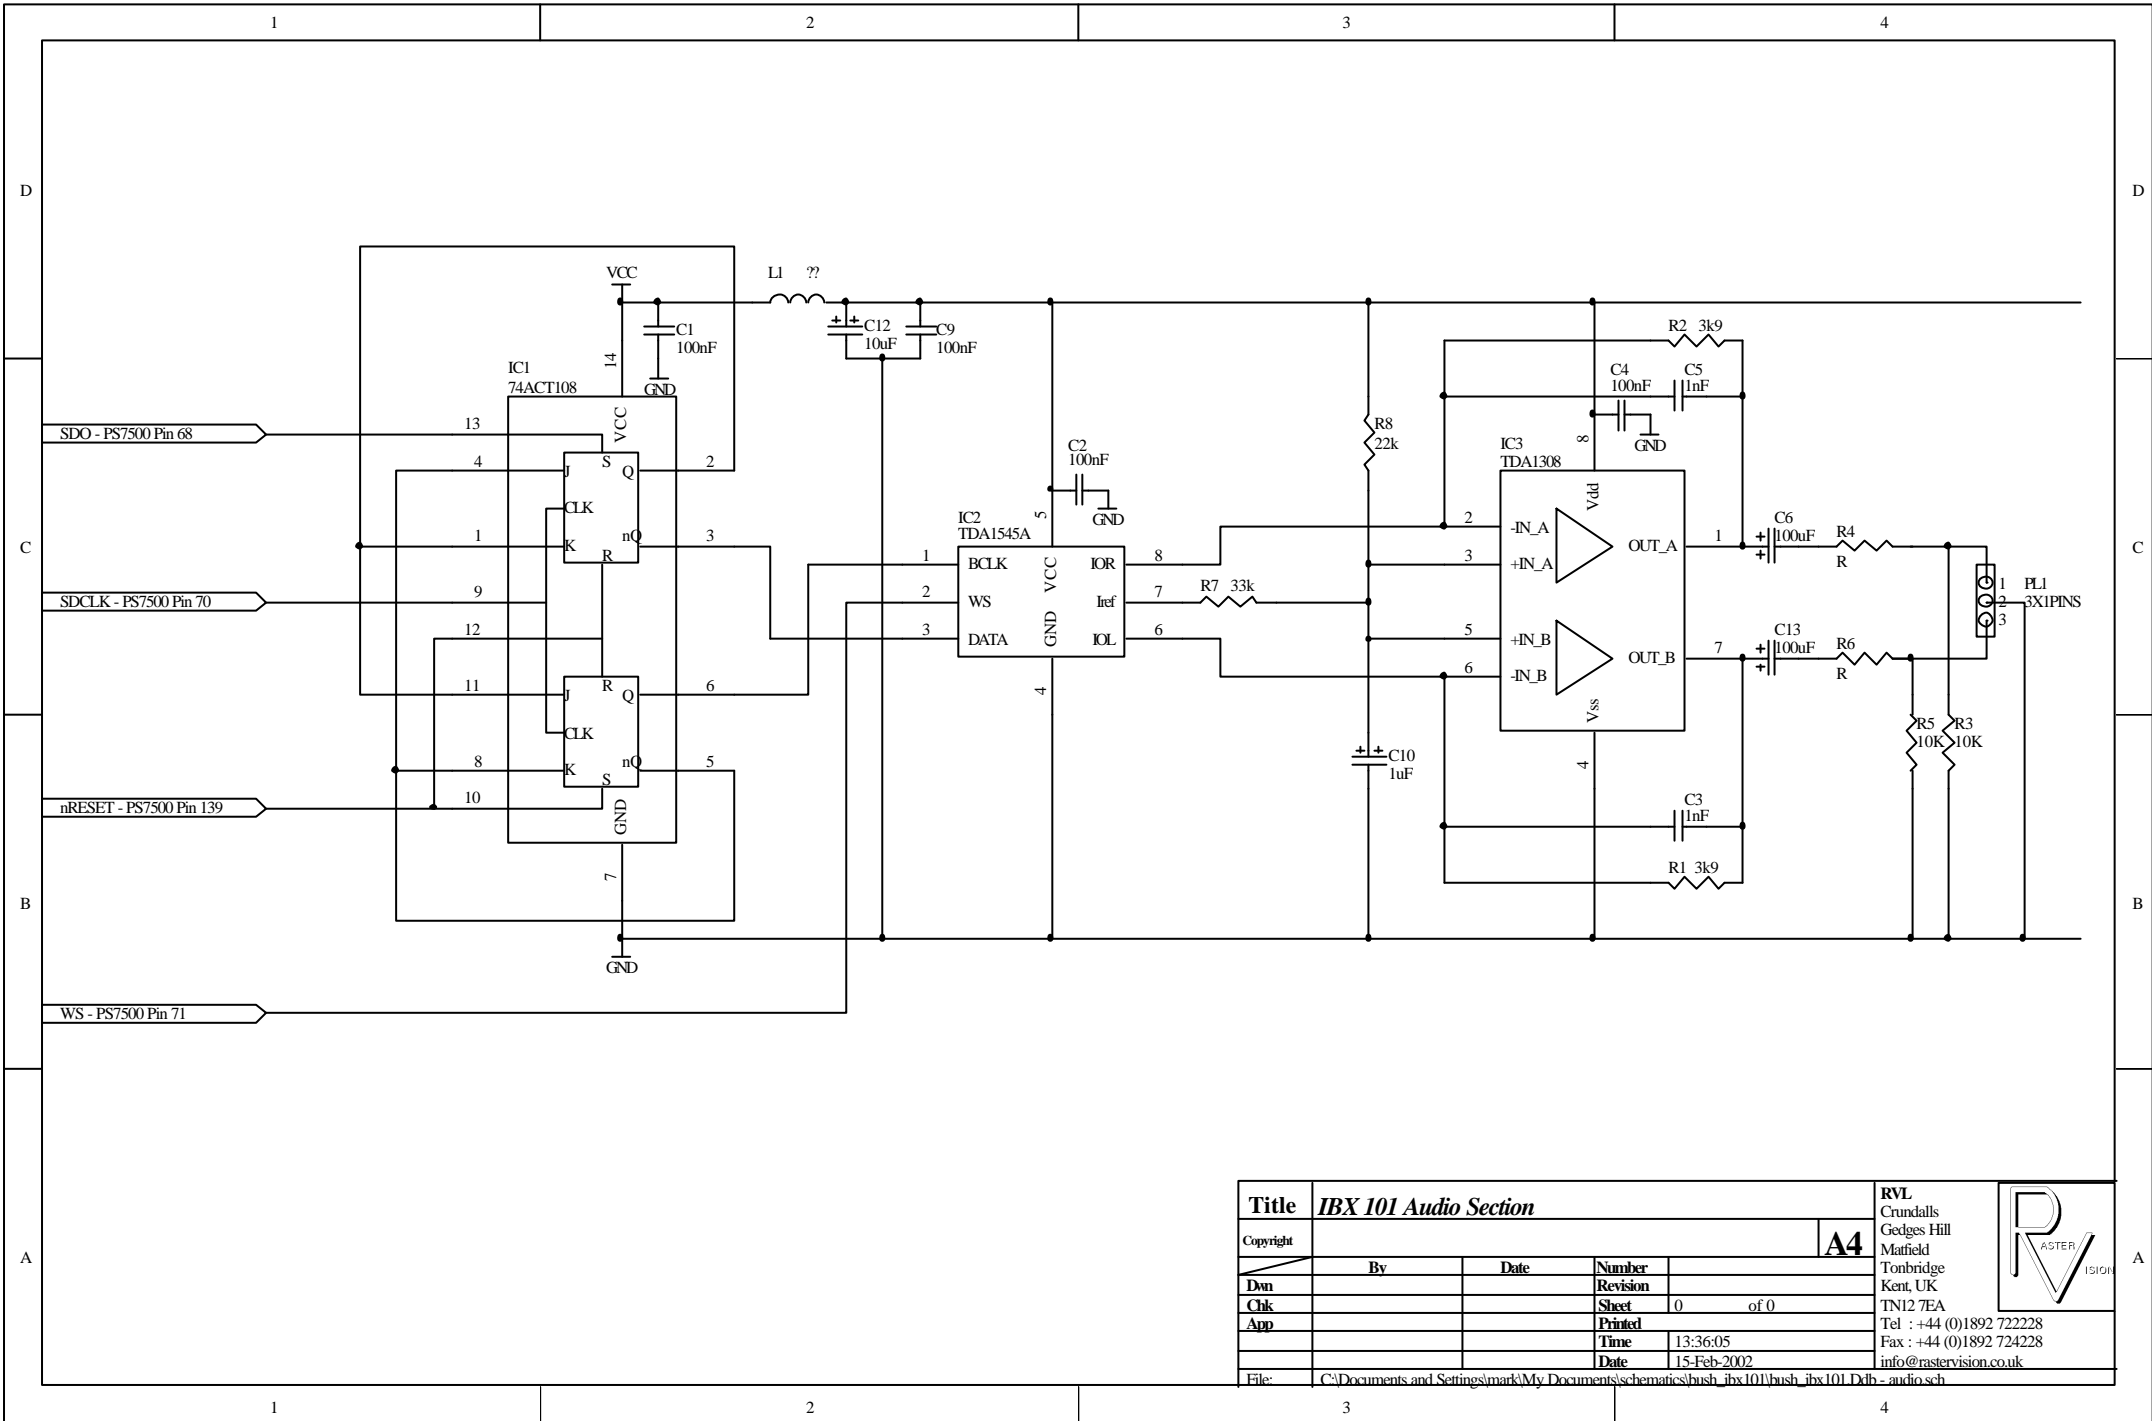 1 2 3 4
D D
VCC
L1 ??
C1
100nF
GND
C12
10uF
C9
100nF
R2 3k9
C4
100nF
C5
1nF
GND
IC1
74ACT108
14
VCC
SDO - PS7500 Pin 68
13
4
S
J Q
2
CLK
1
K
nQ
3
R
SDCLK - PS7500 Pin 70
9
12
11
R
J Q
6
CLK
8
K
nQ
5
S
nRESET - PS7500 Pin 139
10
GND
7
GND
WS - PS7500 Pin 71
C2
100nF
GND
5
IC2
TDA1545A
1 BCLK
2 WS
3 DATA
VCC
GND
IOR 8
Iref 7
IOL 6
4
R7 33k
R8
22k
C10
1uF
8
IC3
TDA1308
Vdd
2 -IN_A
3 +IN_A
OUT_A 1
5 +IN_B
6 -IN_B
OUT_B 7
Vss
4
C6
100uF
R4
R
C13
100uF
R6
R
1
2
3
PL1
3X1PINS
R5
10K
R3
10K
C3
1nF
R1 3k9
C C
B B
A A
Title IBX 101 Audio Section
Copyright
A4
By Date Number
Dwn Revision
Chk Sheet 0 of 0
App Printed
Time 13:36:05
Date 15-Feb-2002
File: C:\Documents and Settings\mark\My Documents\schematics\bush_ibx101\bush_ibx101.Ddb - audio.sch
RVL
Crundalls
Gedges Hill
Matfield
Tonbridge
Kent, UK
TN12 7EA
Tel : +44 (0)1892 722228
Fax : +44 (0)1892 724228
info@rastervision.co.uk
RASTER
VISION
1 2 3 4